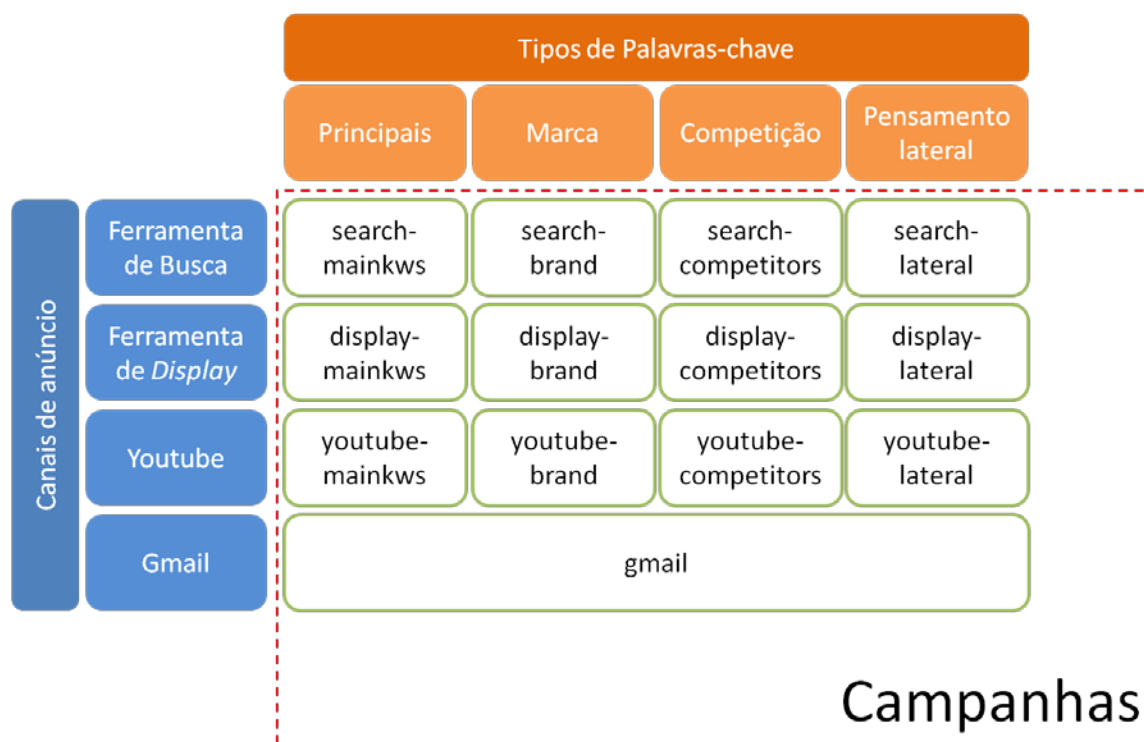 Tipos de Palavras-chave
Principais
Marca
Competição
Pensamento
lateral
Canais de anúncio
Ferramenta
de Busca
search-
mainkws
search-
brand
search-
competitors
search-
lateral
Ferramenta
de Display
display-
mainkws
display-
brand
display-
competitors
display-
lateral
Youtube
youtube-
mainkws
youtube-
brand
youtube-
competitors
youtube-
lateral
Gmail
gmail
Campanhas